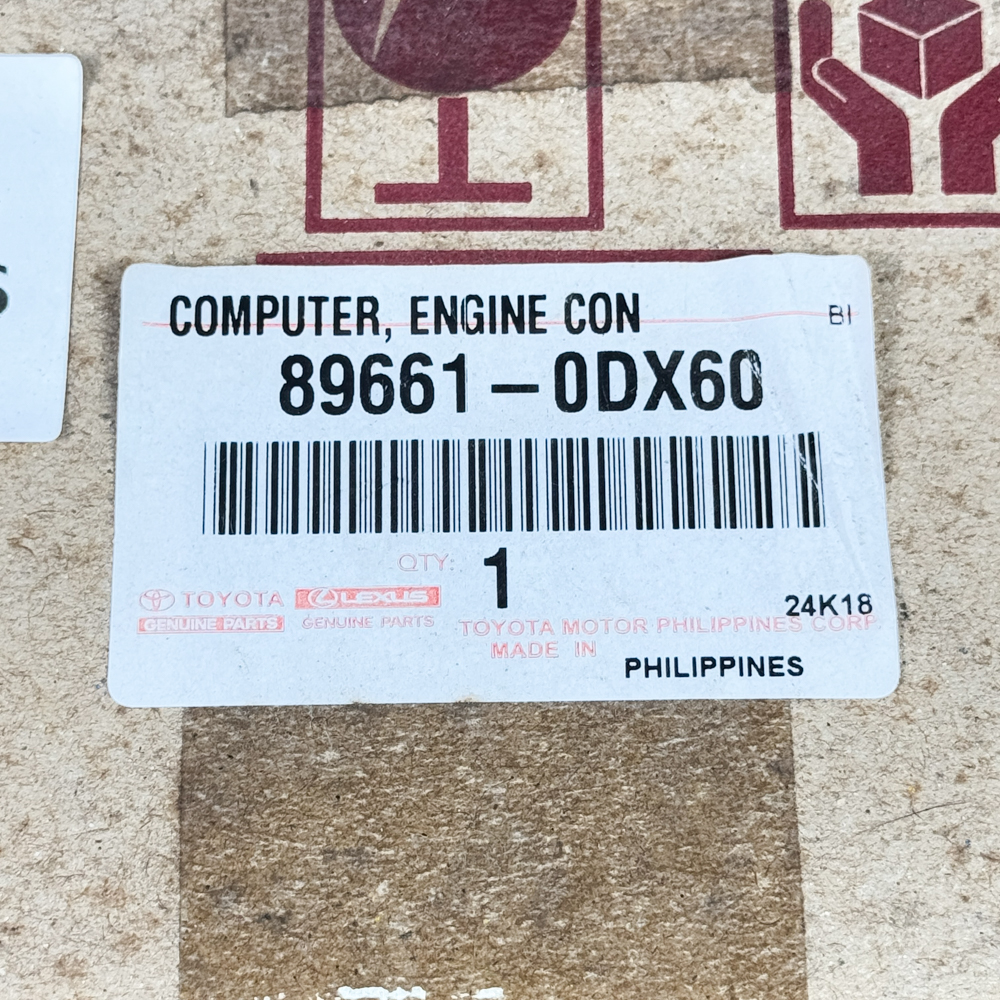 S
COMPUTER, ENGINE CON
BI
89661-0DX60
QTY: 1
TOYOTA
GENUINE PARTS
LEXUS
GENUINE PARTS
24K18
TOYOTA MOTOR PHILIPPINES CORP
MADE IN
PHILIPPINES